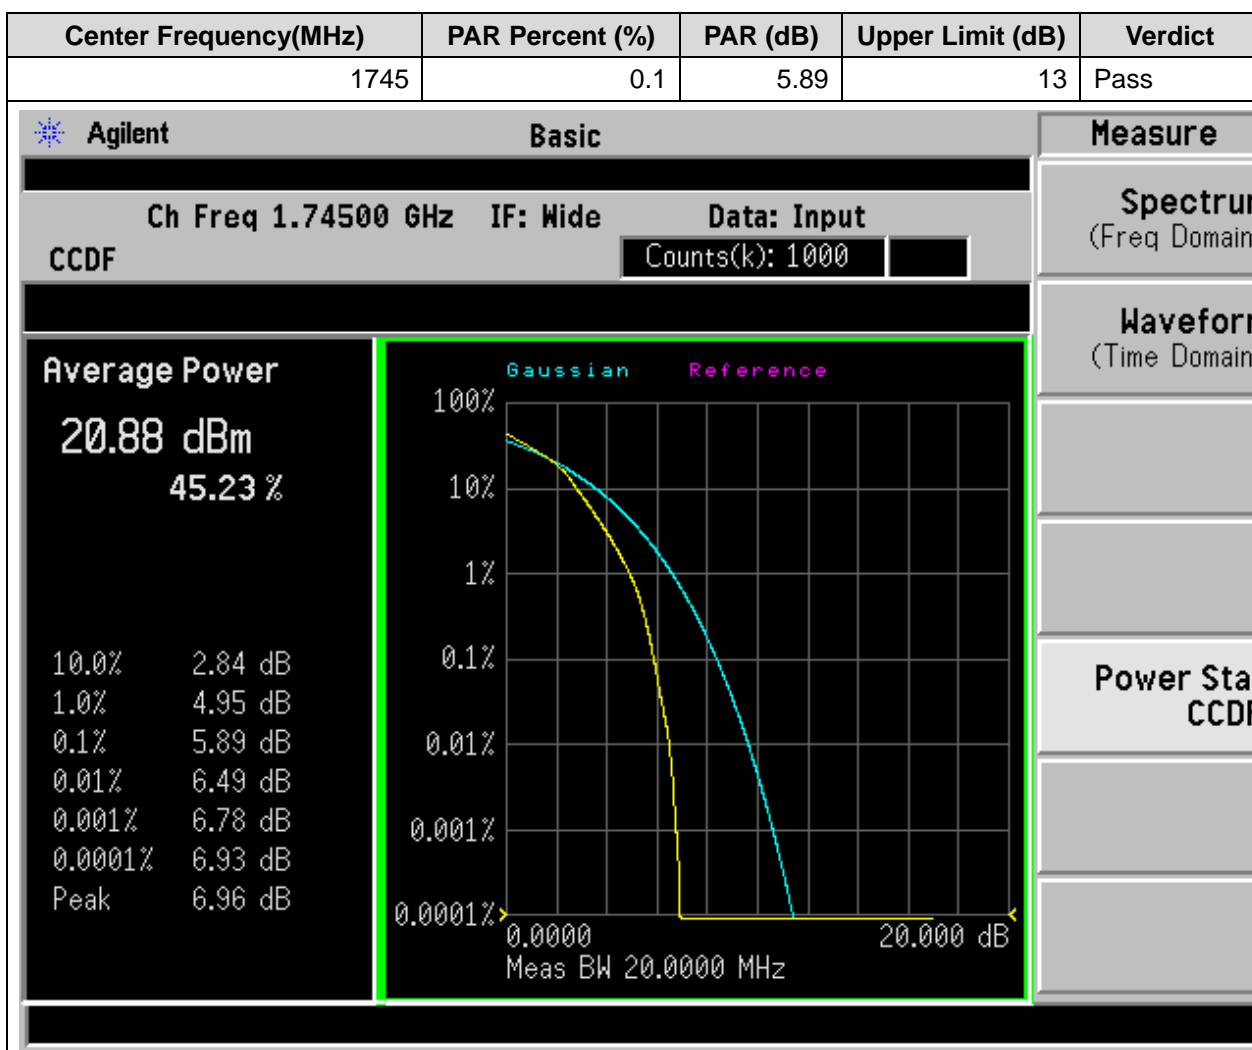 Center Frequency(MHz) PAR Percent (%) PAR (dB) Upper Limit (dB) Verdict
1745 0.1 5.89 13 Pass
Agilent Basic Measure
Ch Freq 1.74500 GHz IF: Wide Data: Input
CCDF Counts(k): 1000
Spectrum
(Freq Domain
Waveform
(Time Domain
Power Sta
CCDF
Average Power
20.88 dBm
45.23 %
10.0% 2.84 dB
1.0% 4.95 dB
0.1% 5.89 dB
0.01% 6.49 dB
0.001% 6.78 dB
0.0001% 6.93 dB
Peak 6.96 dB
Gaussian Reference
100%
10%
1%
0.1%
0.01%
0.001%
0.0001%
0.0000 20.000 dB
Meas BW 20.0000 MHz